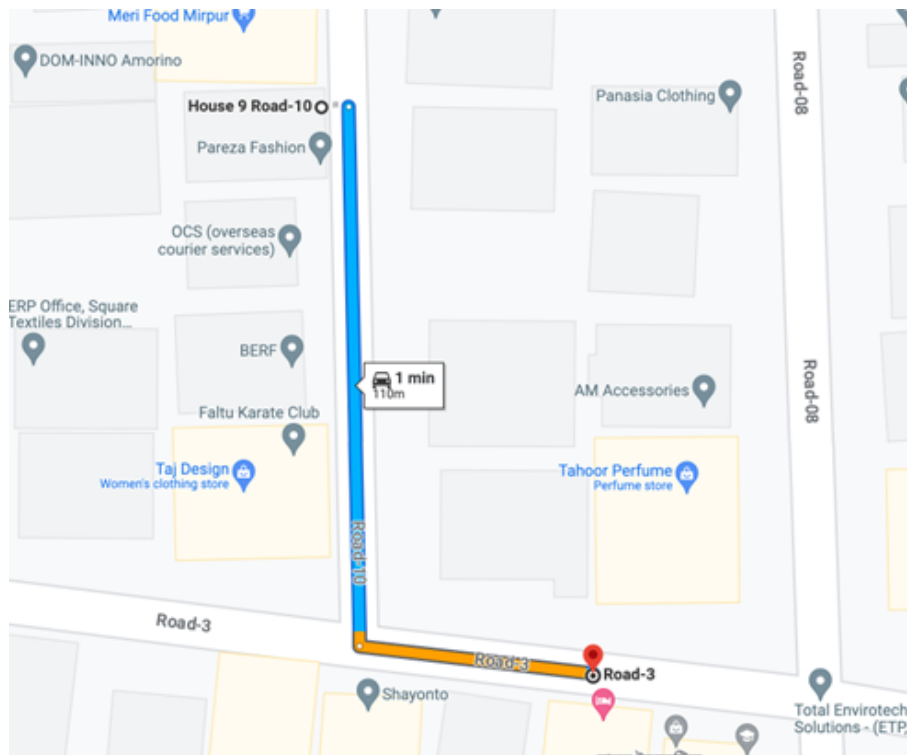 Meri Food Mirpur
DOM-INNO Amorino
House 9 Road-10
Pareza Fashion
Panasia Clothing
Road-08
OCS (overseas
courier services)
ERP Office, Square
Textiles Division...
BERF
1 min
110m
Faltu Karate Club
AM Accessories
Road-08
Taj Design
Women's clothing store
Tahoor Perfume
Perfume store
Road-10
Road-3
Road-3
Road-3
Shayonto
Total Envirotech
Solutions - (ETP,